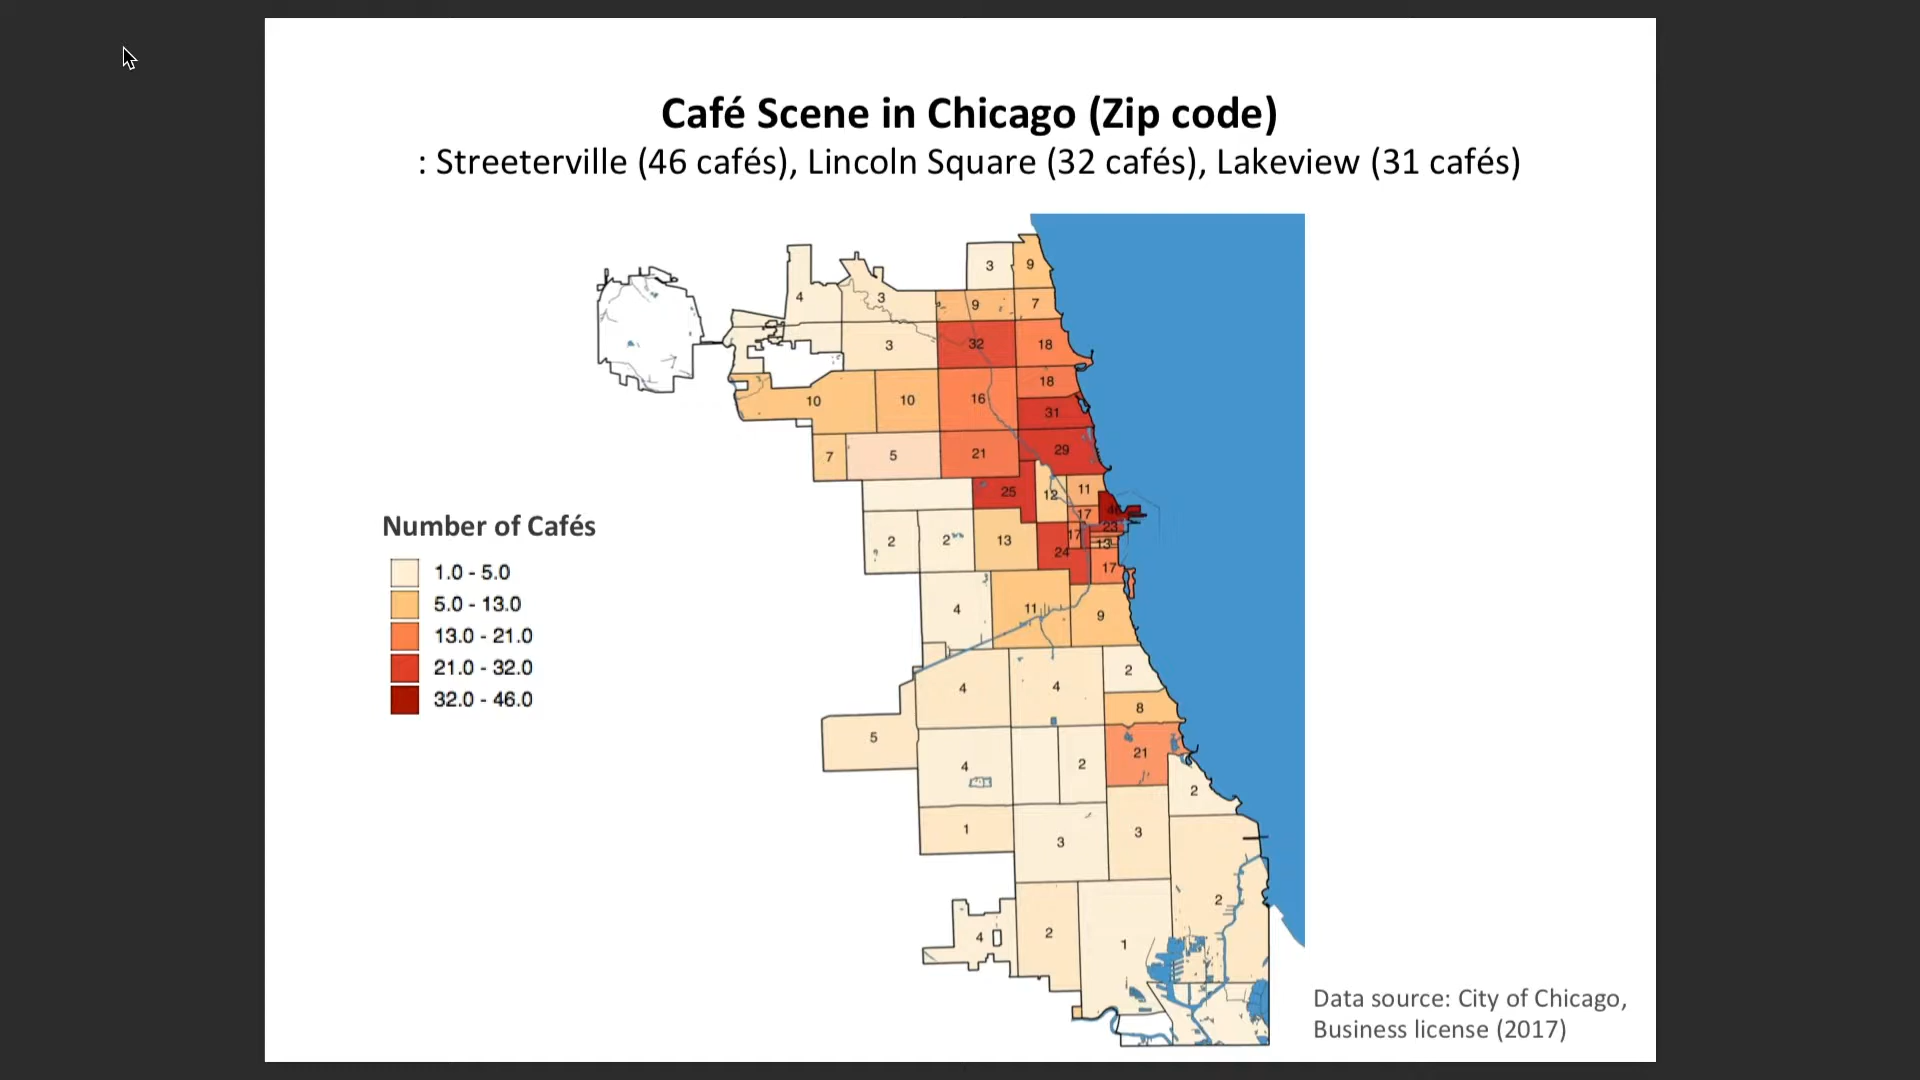 Café Scene in Chicago (Zip code)
: Streeterville (46 cafés), Lincoln Square (32 cafés), Lakeview (31 cafés)
3 9
4 3 9 7
3 32 18
18
10 10 16 31
7 5 21 29
25 12 11
17 46
23
2 2 13 24 17 13
17
4 11 9
2
4 4
8
5
4 2 21
2
1 3 3
2
4 2 1
Number of Cafés
1.0 - 5.0
5.0 - 13.0
13.0 - 21.0
21.0 - 32.0
32.0 - 46.0
Data source: City of Chicago,
Business license (2017)